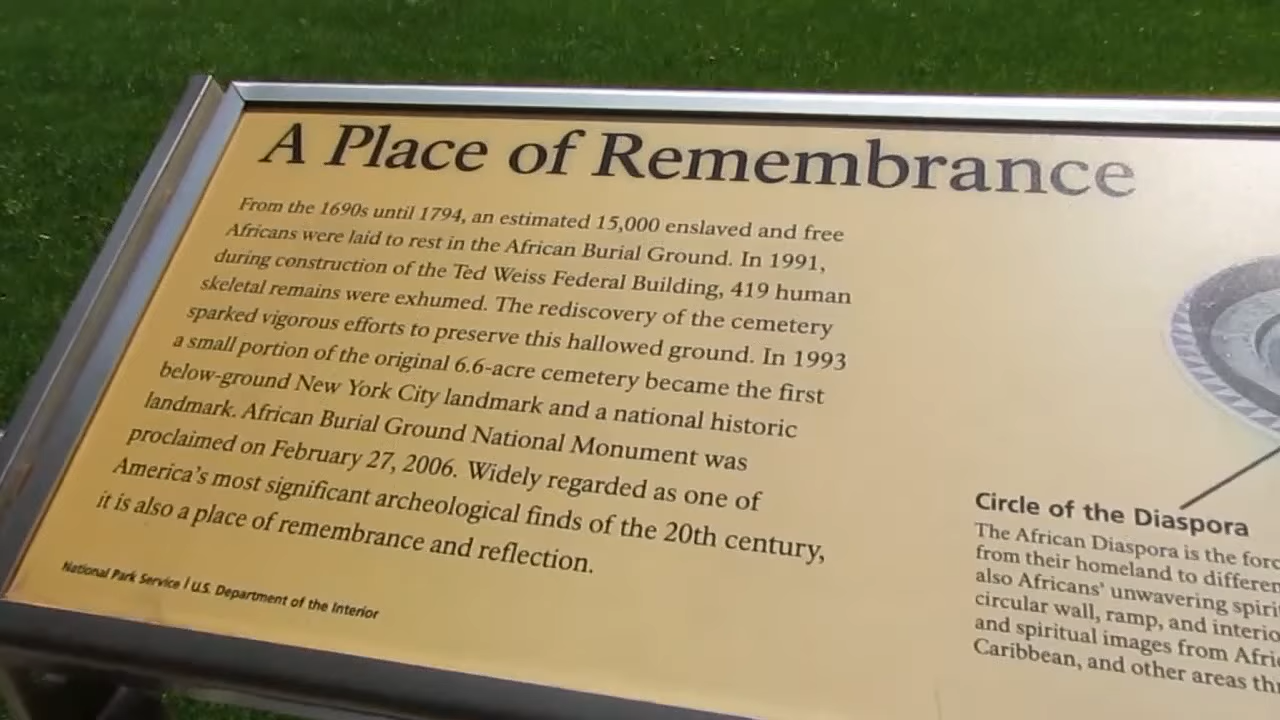 A Place of Remembrance
From the 1690s until 1794, an estimated 15,000 enslaved and free
Africans were laid to rest in the African Burial Ground. In 1991,
during construction of the Ted Weiss Federal Building, 419 human
skeletal remains were exhumed. The rediscovery of the cemetery
sparked vigorous efforts to preserve this hallowed ground. In 1993
a small portion of the original 6.6-acre cemetery became the first
below-ground New York City landmark and a national historic
landmark. African Burial Ground National Monument was
proclaimed on February 27, 2006. Widely regarded as one of
America's most significant archeological finds of the 20th century,
it is also a place of remembrance and reflection.
National Park Service | U.S. Department of the Interior
Circle of the Diaspora
The African Diaspora is the
from their homeland to
also Africans' unwavering
circular wall, ramp, and
and spiritual images from
Caribbean, and other areas